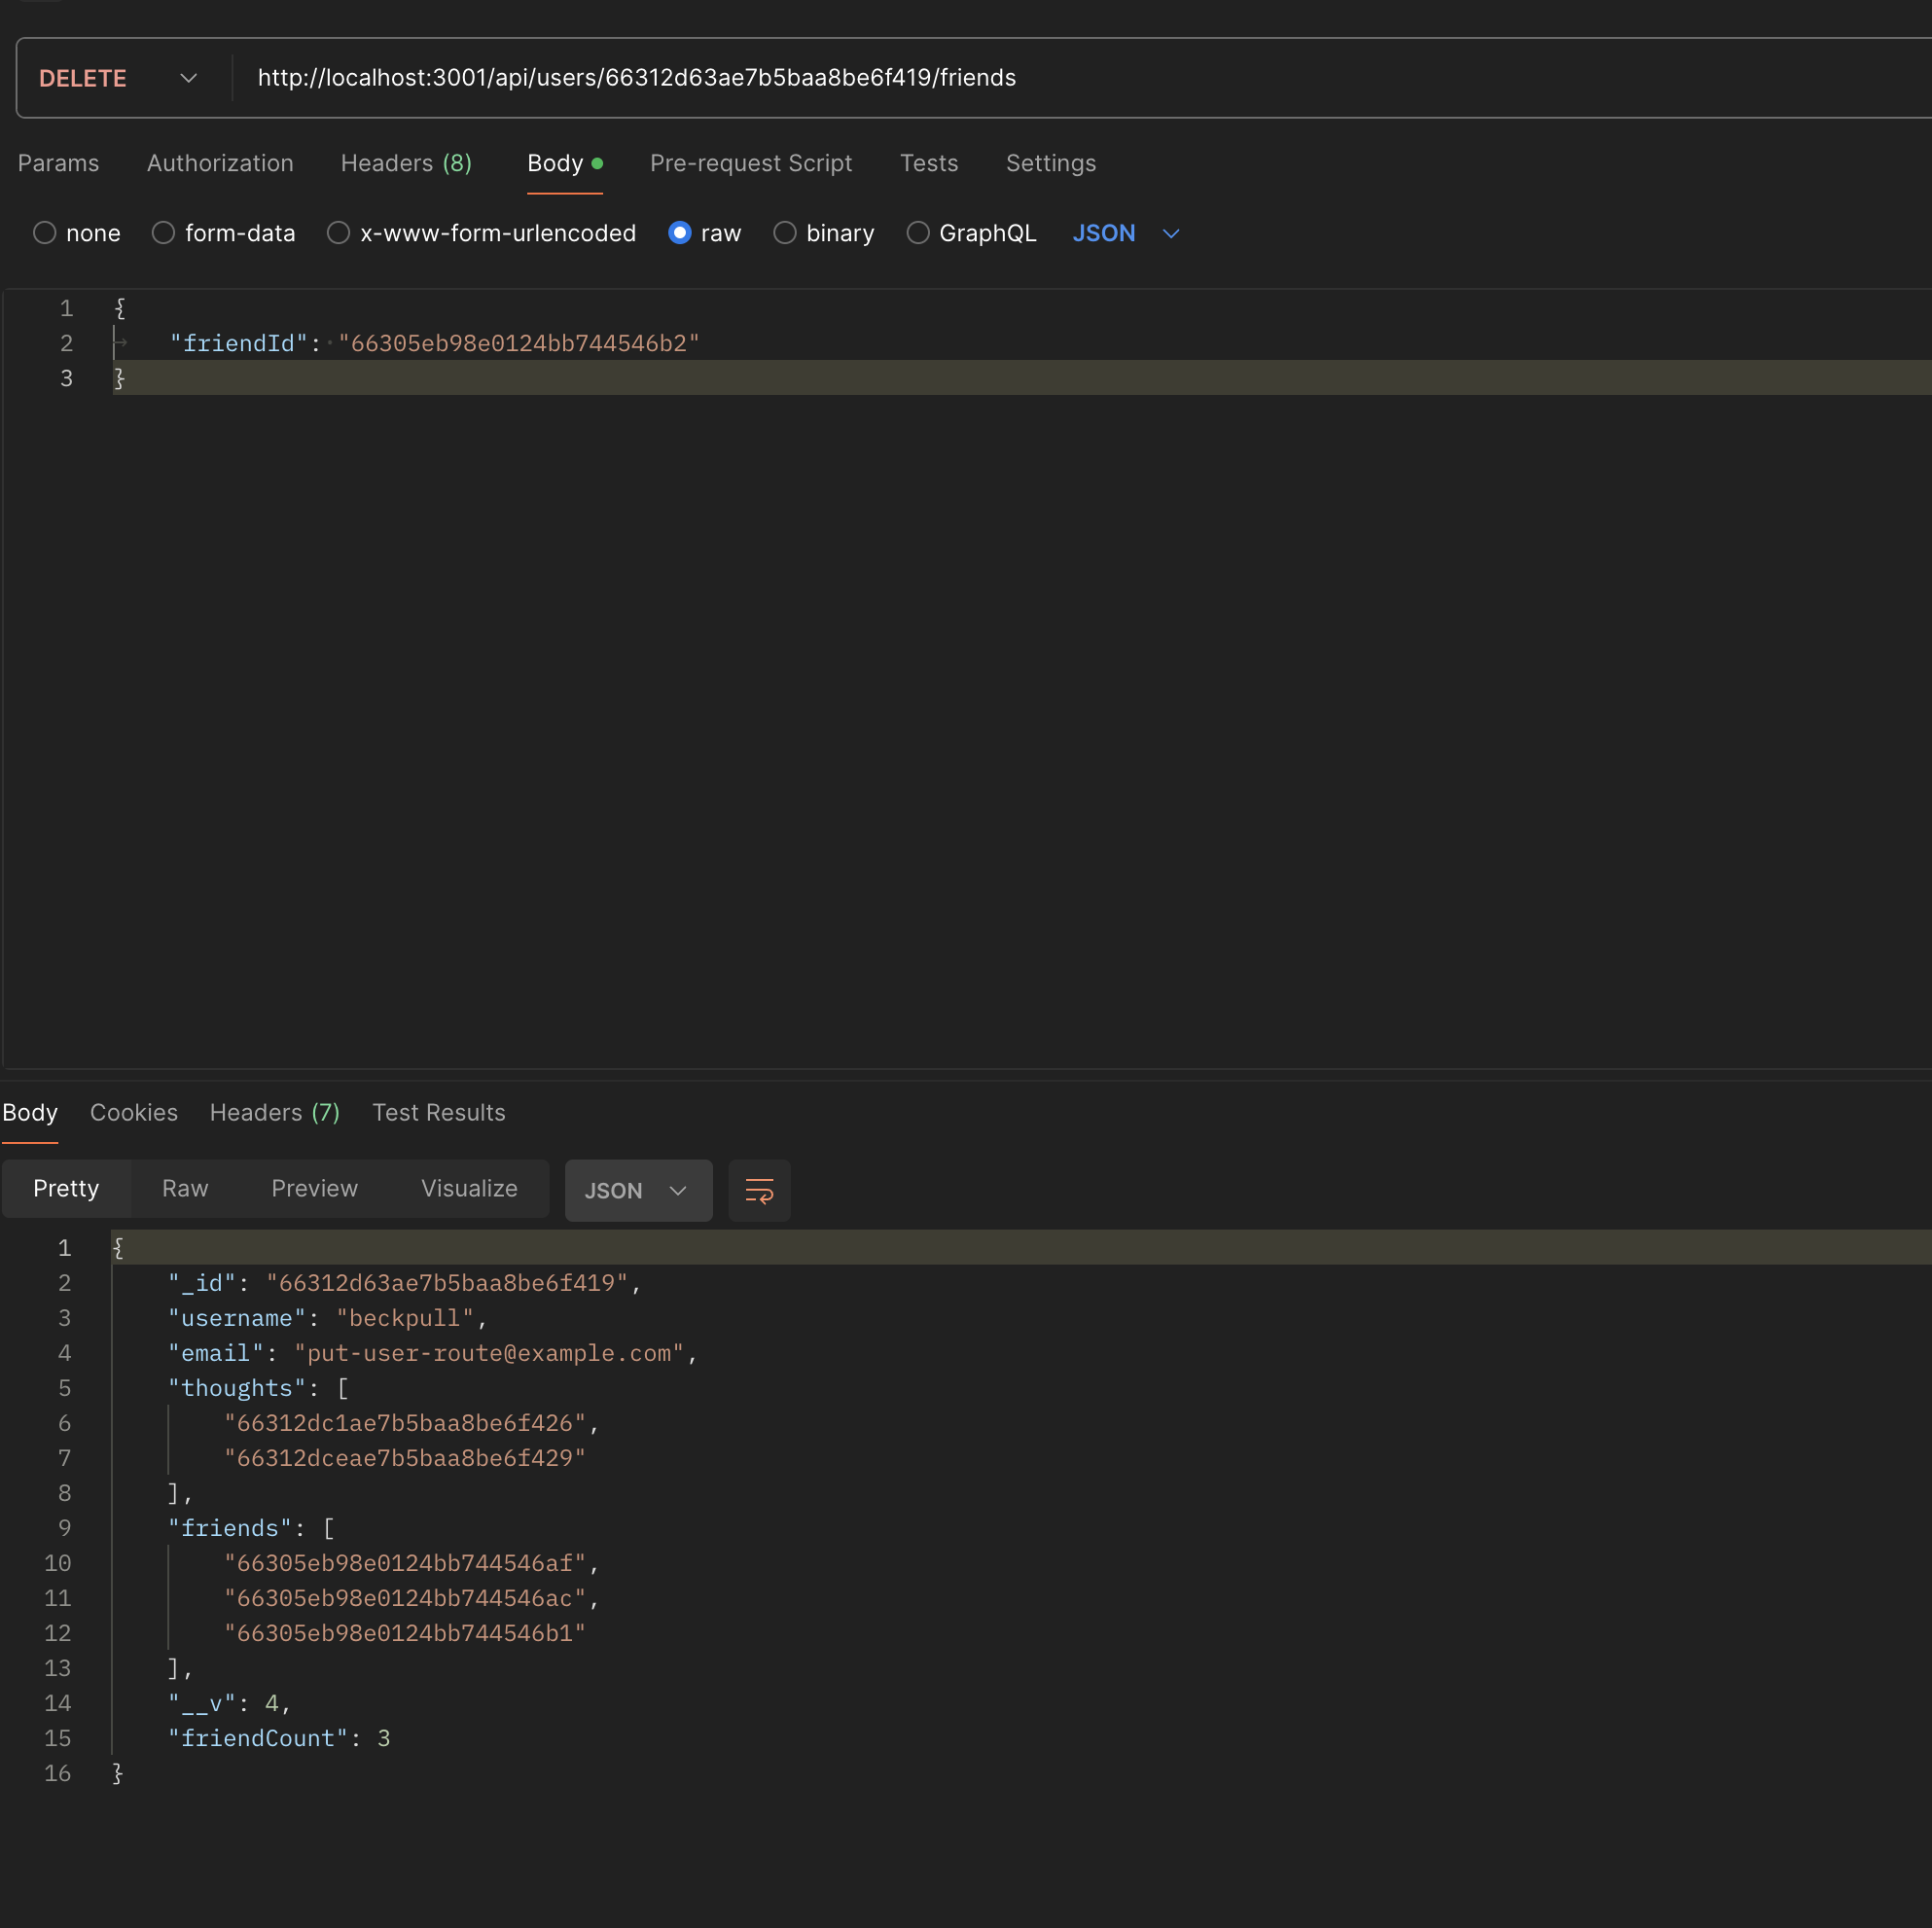 DELETE http://localhost:3001/api/users/66312d63ae7b5baa8be6f419/friends
Params Authorization Headers (8) Body Pre-request Script Tests Settings
none form-data x-www-form-urlencoded raw binary GraphQL JSON
1 {
2 "friendId": "66305eb98e0124bb744546b2"
3 }
Body Cookies Headers (7) Test Results
Pretty Raw Preview Visualize JSON
1 {
2 "_id": "66312d63ae7b5baa8be6f419",
3 "username": "beckpull",
4 "email": "put-user-route@example.com",
5 "thoughts": [
6 "66312dc1ae7b5baa8be6f426",
7 "66312dceae7b5baa8be6f429"
8 ],
9 "friends": [
10 "66305eb98e0124bb744546af",
11 "66305eb98e0124bb744546ac",
12 "66305eb98e0124bb744546b1"
13 ],
14 "__v": 4,
15 "friendCount": 3
16 }